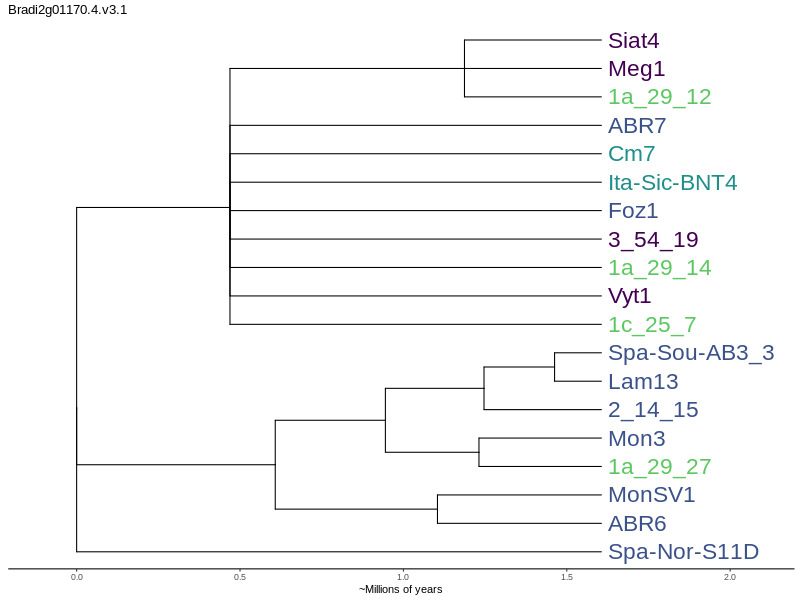 Bradi2g01170.4.v3.1
Siat4
Meg1
1a_29_12
ABR7
Cm7
Ita-Sic-BNT4
Foz1
3_54_19
1a_29_14
Vyt1
1c_25_7
Spa-Sou-AB3_3
Lam13
2_14_15
Mon3
1a_29_27
MonSV1
ABR6
Spa-Nor-S11D
0.0 0.5 1.0 1.5 2.0
~Millions of years